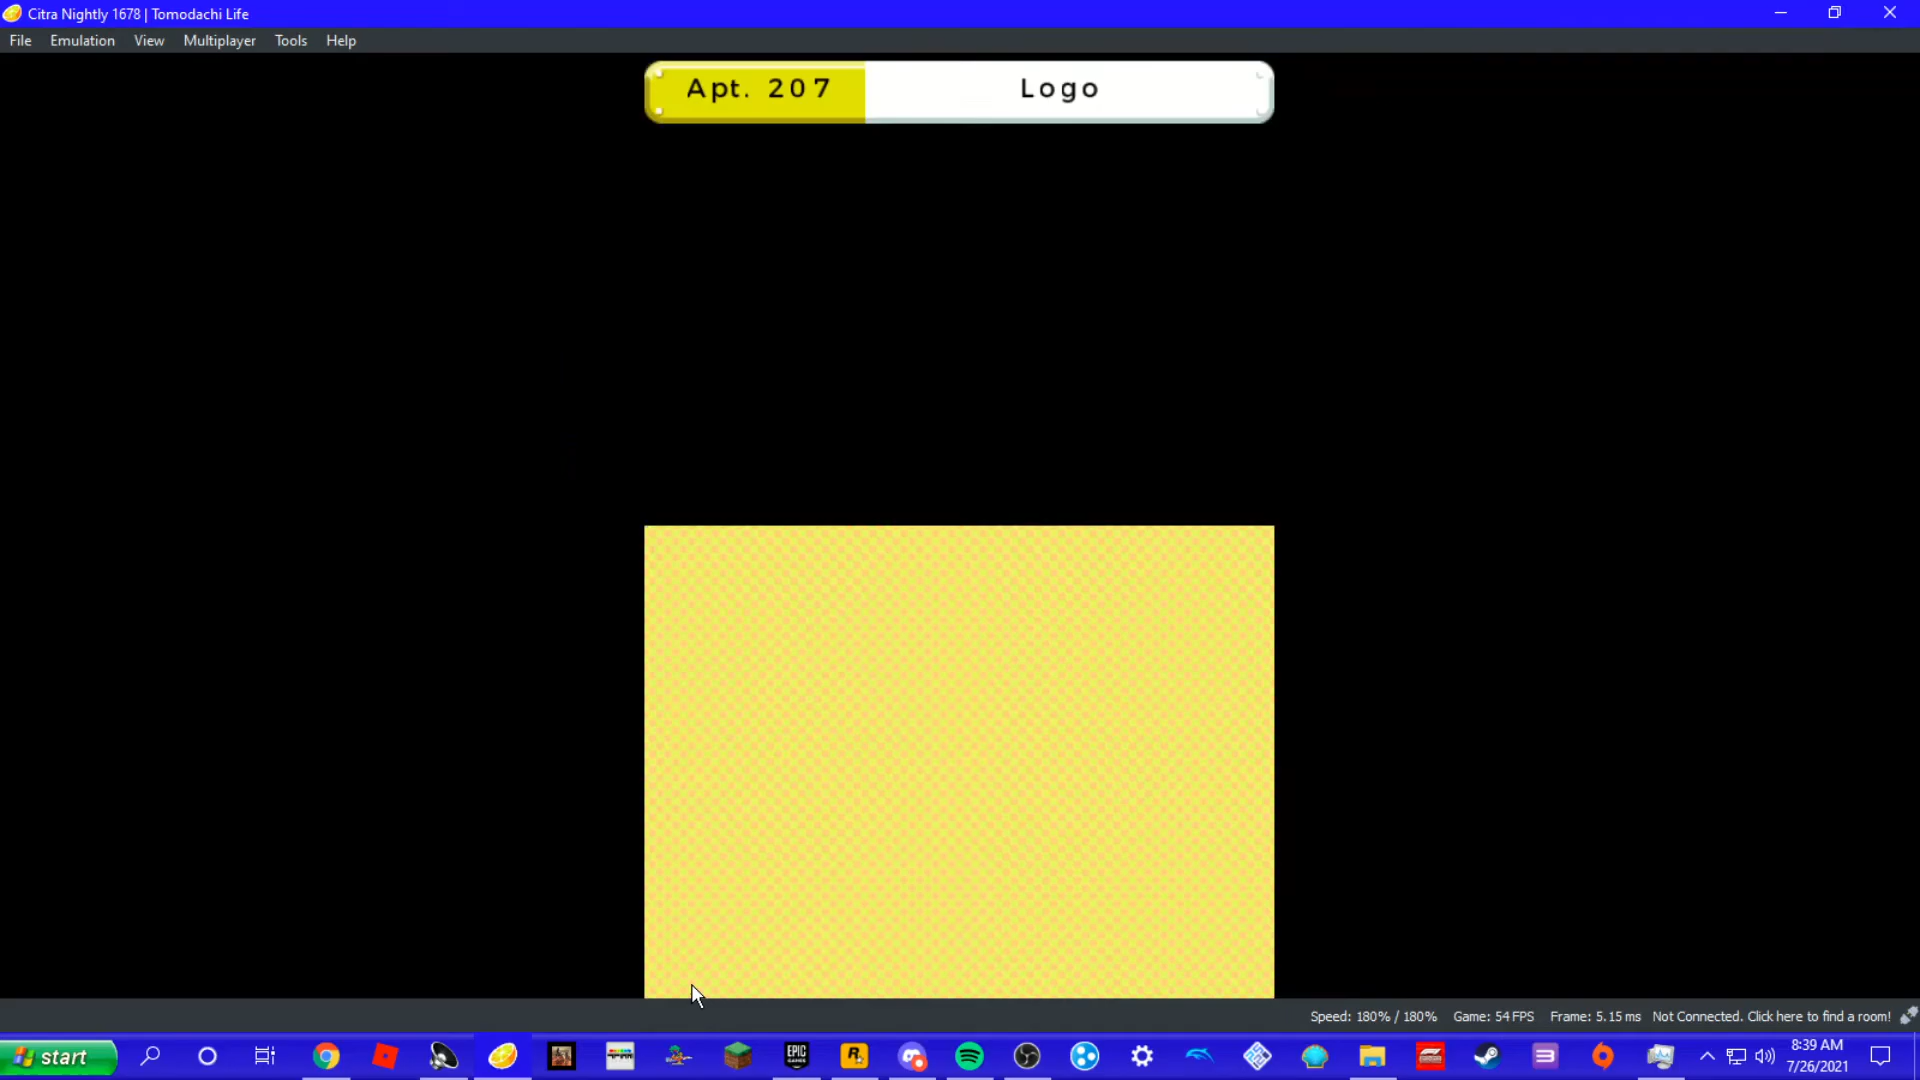 Citra Nightly 1678 | Tomodachi Life
File Emulation View Multiplayer Tools Help
Apt. 207 Logo
Speed: 180% / 180% Game: 54 FPS Frame: 5.15 ms Not Connected. Click here to find a room!
start
EPIC GAMES
R
8:39 AM
7/26/2021